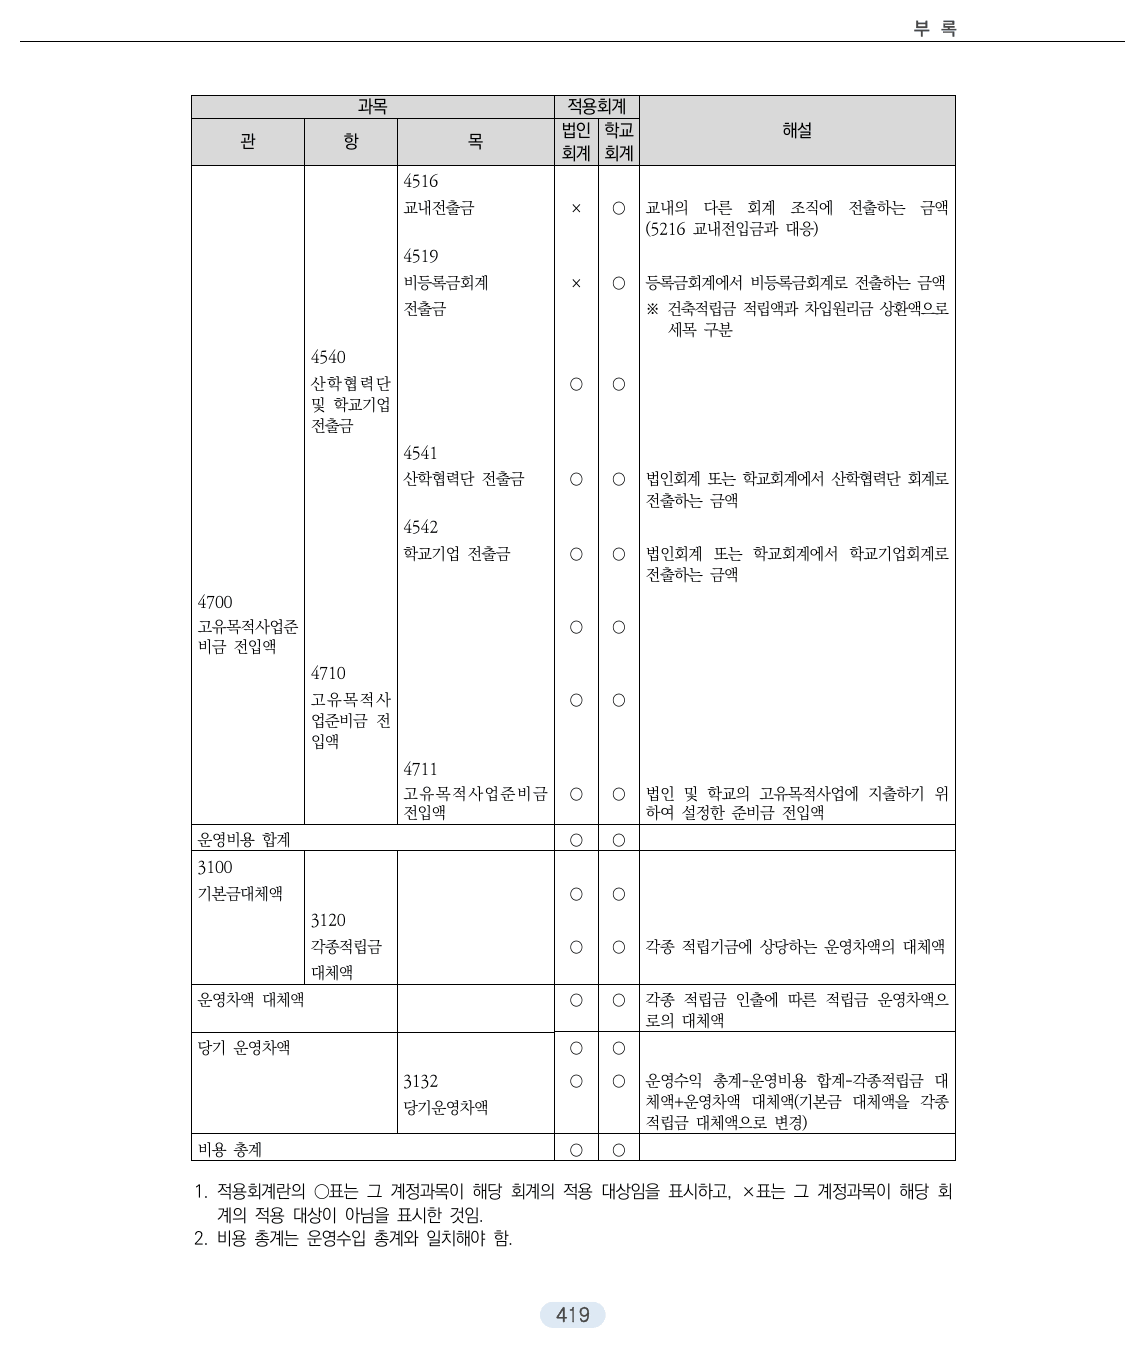 부 록
과목 적용회계 해설
관 항 목 법인 학교
회계 회계
4516
교내전출금 × ○ 교내의 다른 회계 조직에 전출하는 금액
(5216 교내전입금과 대응)
4519
비등록금회계 × ○ 등록금회계에서 비등록금회계로 전출하는 금액
전출금 ※ 건축적립금 적립액과 차입원리금 상환액으로
세목 구분
4540
산학협력단 ○ ○
및 학교기업
전출금
4541
산학협력단 전출금 ○ ○ 법인회계 또는 학교회계에서 산학협력단 회계로
전출하는 금액
4542
학교기업 전출금 ○ ○ 법인회계 또는 학교회계에서 학교기업회계로
전출하는 금액
4700
고유목적사업준 ○ ○
비금 전입액
4710
고유목적사 ○ ○
업준비금 전
입액
4711
고유목적사업준비금 ○ ○ 법인 및 학교의 고유목적사업에 지출하기 위
전입액 하여 설정한 준비금 전입액
운영비용 합계 ○ ○
3100
기본금대체액 ○ ○
3120
각종적립금 ○ ○ 각종 적립기금에 상당하는 운영차액의 대체액
대체액
운영차액 대체액 ○ ○ 각종 적립금 인출에 따른 적립금 운영차액으
로의 대체액
당기 운영차액 ○ ○
3132 ○ ○ 운영수익 총계-운영비용 합계-각종적립금 대
당기운영차액 체액+운영차액 대체액(기본금 대체액을 각종
적립금 대체액으로 변경)
비용 총계 ○ ○
1. 적용회계란의 ○표는 그 계정과목이 해당 회계의 적용 대상임을 표시하고, ×표는 그 계정과목이 해당 회
계의 적용 대상이 아님을 표시한 것임.
2. 비용 총계는 운영수입 총계와 일치해야 함.
419